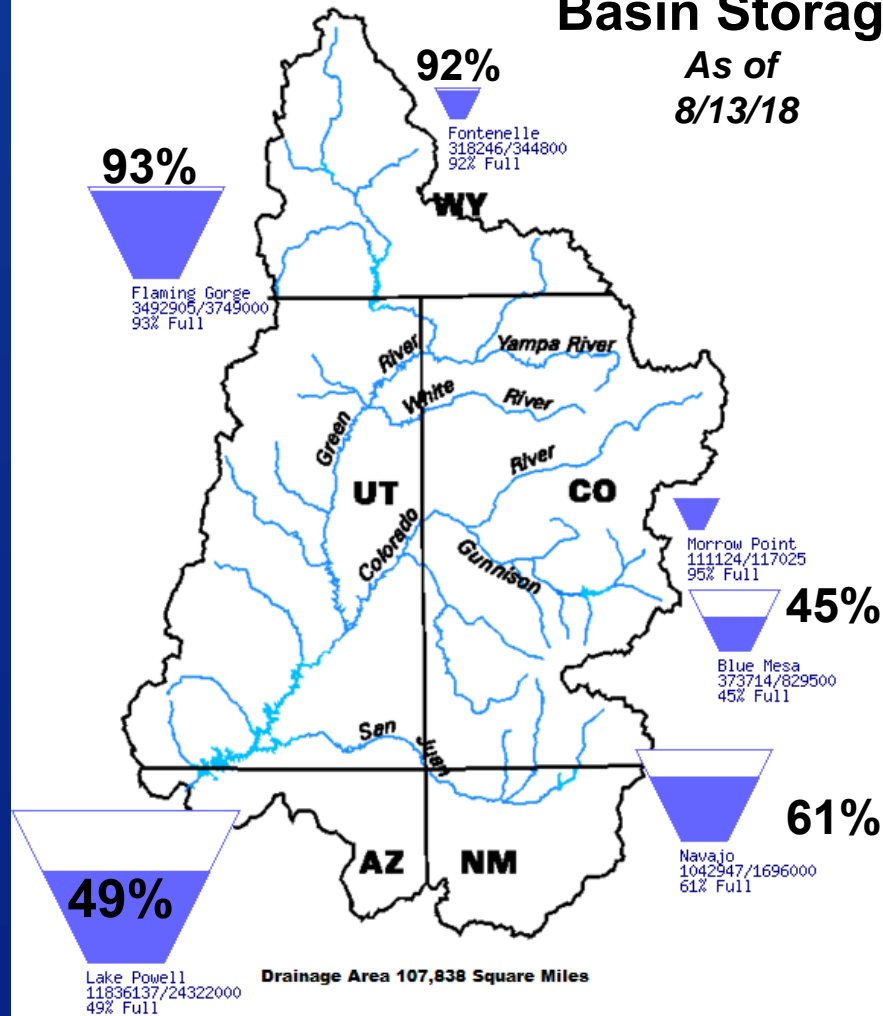 Basin Storag
As of
8/13/18
92%
Fontenelle
318246/344800
92% Full
93%
WY
Flaming Gorge
3492905/3749000
93% Full
River
Yampa River
White
River
Green
River
UT
CO
Colorado
Gunnison
Morrow Point
111124/117025
95% Full
45%
Blue Mesa
373714/829500
45% Full
San
Juan
61%
Navajo
1042947/1696000
61% Full
AZ
NM
49%
Lake Powell
11836137/24322000
49% Full
Drainage Area 107,838 Square Miles